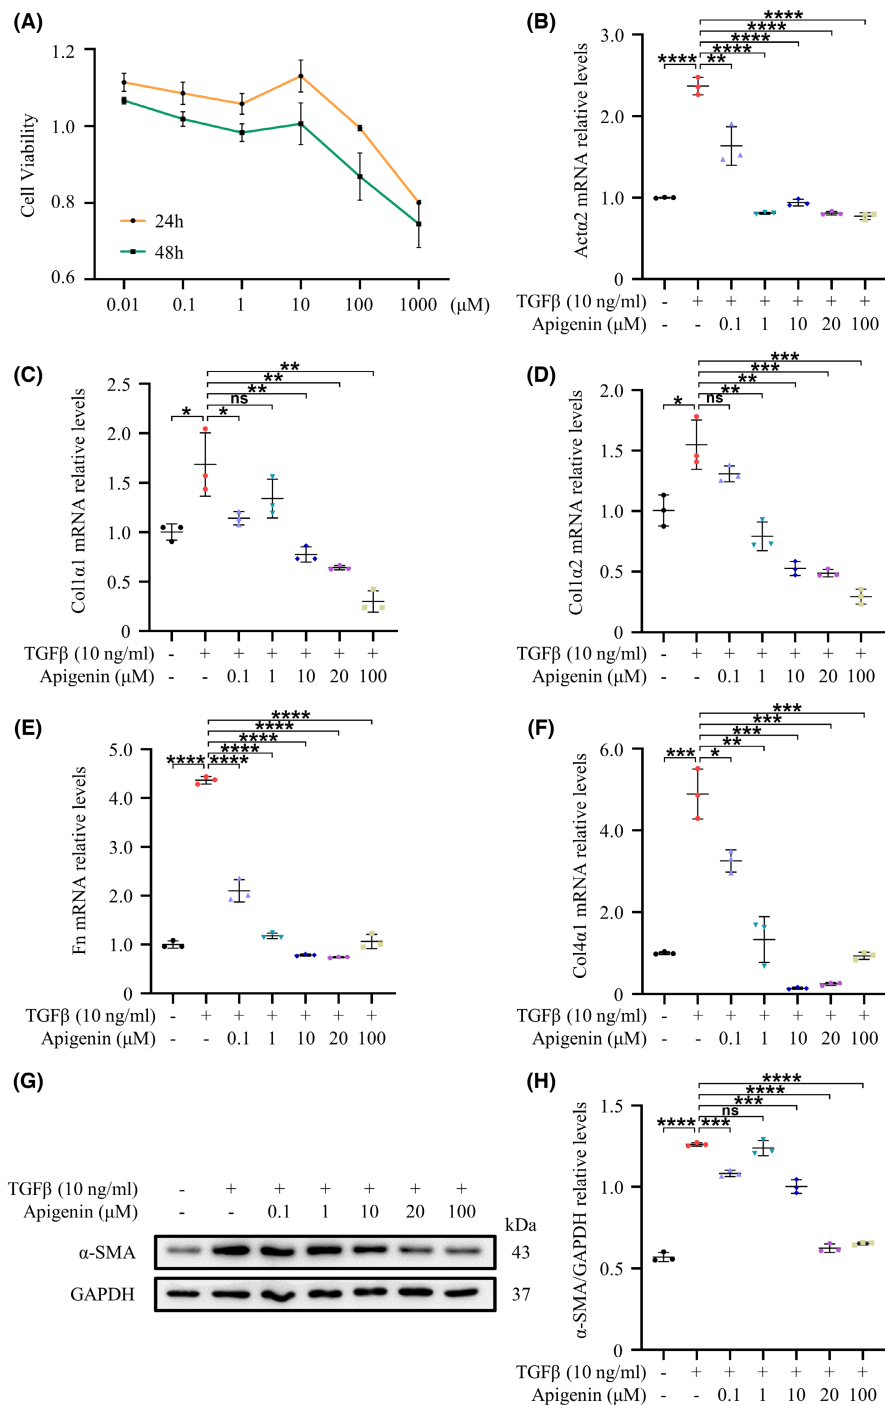 (A)
1.2
1.0
0.8
0.6
Cell Viability
24h
48h
0.01 0.1 1 10 100 1000 (μM)
(B)
****
****
****
****
**** **
3.0
2.0
1.0
0
Actα2 mRNA relative levels
TGFβ (10 ng/ml) - + + + + + +
Apigenin (μM) - - 0.1 1 10 20 100
(C)
**
**
**
ns
* *
2.5
2.0
1.5
1.0
0.5
0
Col1α1 mRNA relative levels
TGFβ (10 ng/ml) - + + + + + +
Apigenin (μM) - - 0.1 1 10 20 100
(D)
***
***
**
**
* ns
2.0
1.5
1.0
0.5
0
Col1α2 mRNA relative levels
TGFβ (10 ng/ml) - + + + + + +
Apigenin (μM) - - 0.1 1 10 20 100
(E)
****
****
****
****
**** ****
5.0
4.0
3.0
2.0
1.0
0
Fn mRNA relative levels
TGFβ (10 ng/ml) - + + + + + +
Apigenin (μM) - - 0.1 1 10 20 100
(F)
***
***
***
**
*** *
6.0
4.0
2.0
0
Col4α1 mRNA relative levels
TGFβ (10 ng/ml) - + + + + + +
Apigenin (μM) - - 0.1 1 10 20 100
(G)
TGFβ (10 ng/ml) - + + + + + +
Apigenin (μM) - - 0.1 1 10 20 100
kDa
α-SMA 43
GAPDH 37
(H)
****
****
***
ns
**** ***
1.5
1.0
0.5
0
α-SMA/GAPDH relative levels
TGFβ (10 ng/ml) - + + + + + +
Apigenin (μM) - - 0.1 1 10 20 100